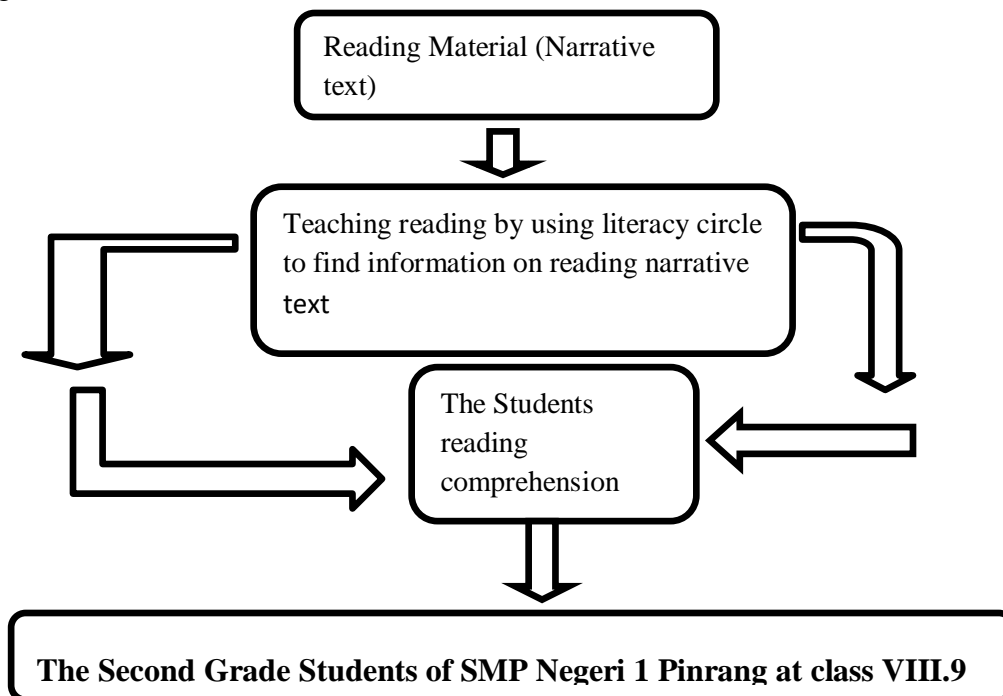 Reading Material (Narrative
text)
Teaching reading by using literacy circle
to find information on reading narrative
text
The Students
reading
comprehension
The Second Grade Students of SMP Negeri 1 Pinrang at class VIII.9